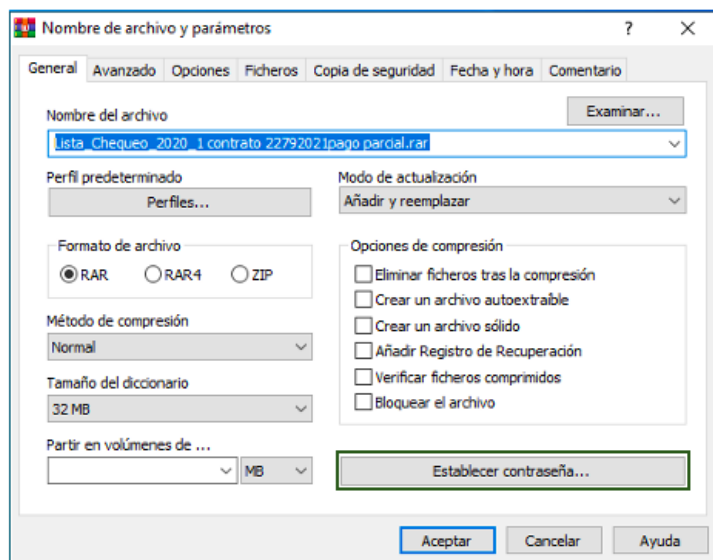 Nombre de archivo y parámetros
General Avanzado Opciones Ficheros Copia de seguridad Fecha y hora Comentario
Nombre del archivo
Examinar...
Lista_Chequeo_2020_1 contrato 22792021pago parcial.rar
Perfil predeterminado
Perfiles...
Modo de actualización
Añadir y reemplazar
Formato de archivo
RAR RAR4 ZIP
Método de compresión
Normal
Tamaño del diccionario
32 MB
Partir en volúmenes de ...
MB
Opciones de compresión
Eliminar ficheros tras la compresión
Crear un archivo autoextraíble
Crear un archivo sólido
Añadir Registro de Recuperación
Verificar ficheros comprimidos
Bloquear el archivo
Establecer contraseña...
Aceptar Cancelar Ayuda